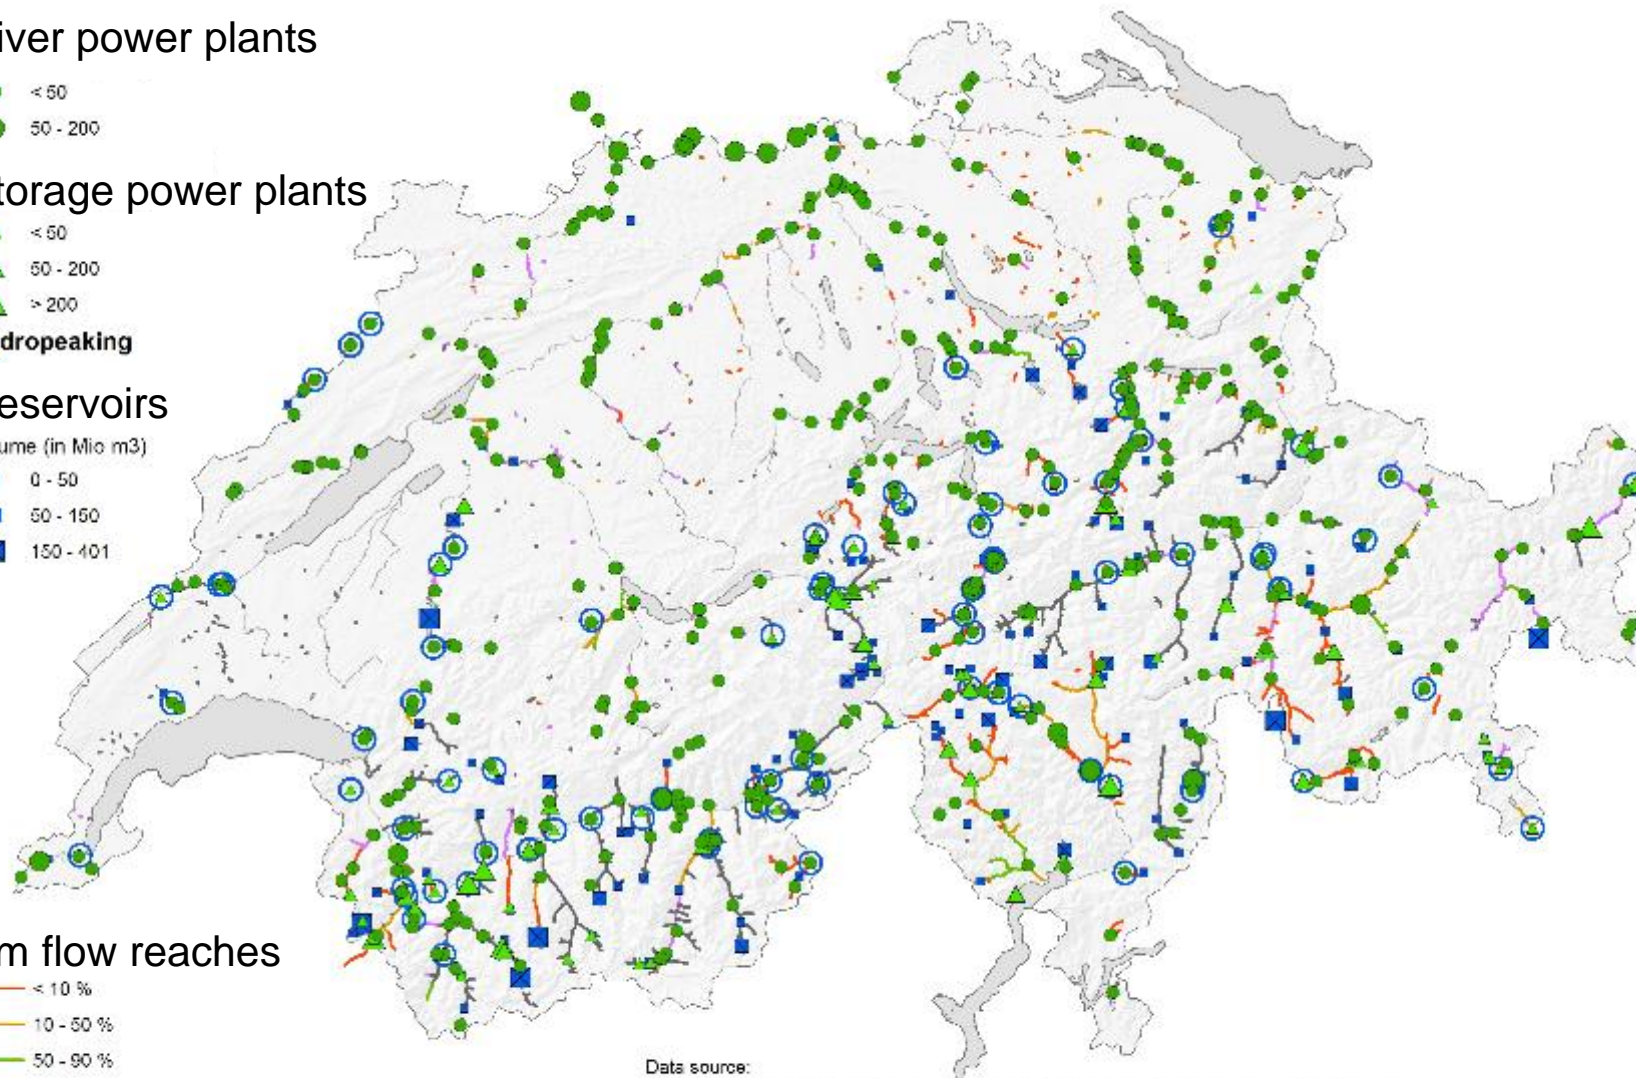 iver power plants
< 50
50 - 200
torage power plants
< 50
50 - 200
> 200
dropeaking
eservoirs
ume (in Mio m3)
0 - 50
50 - 150
150 - 401
m flow reaches
< 10 %
10 - 50 %
50 - 90 %
Data source: